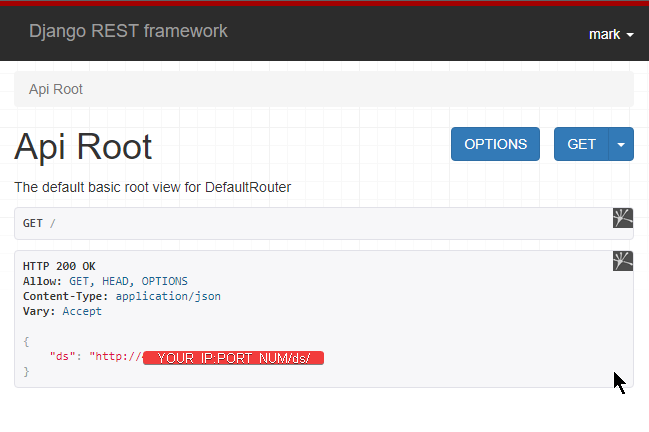 Django REST framework
mark
Api Root
Api Root
OPTIONS
GET
The default basic root view for DefaultRouter
GET /
HTTP 200 OK
Allow: GET, HEAD, OPTIONS
Content-Type: application/json
Vary: Accept
{
"ds": "http:// YOUR_IP:PORT_NUM/ds/
}